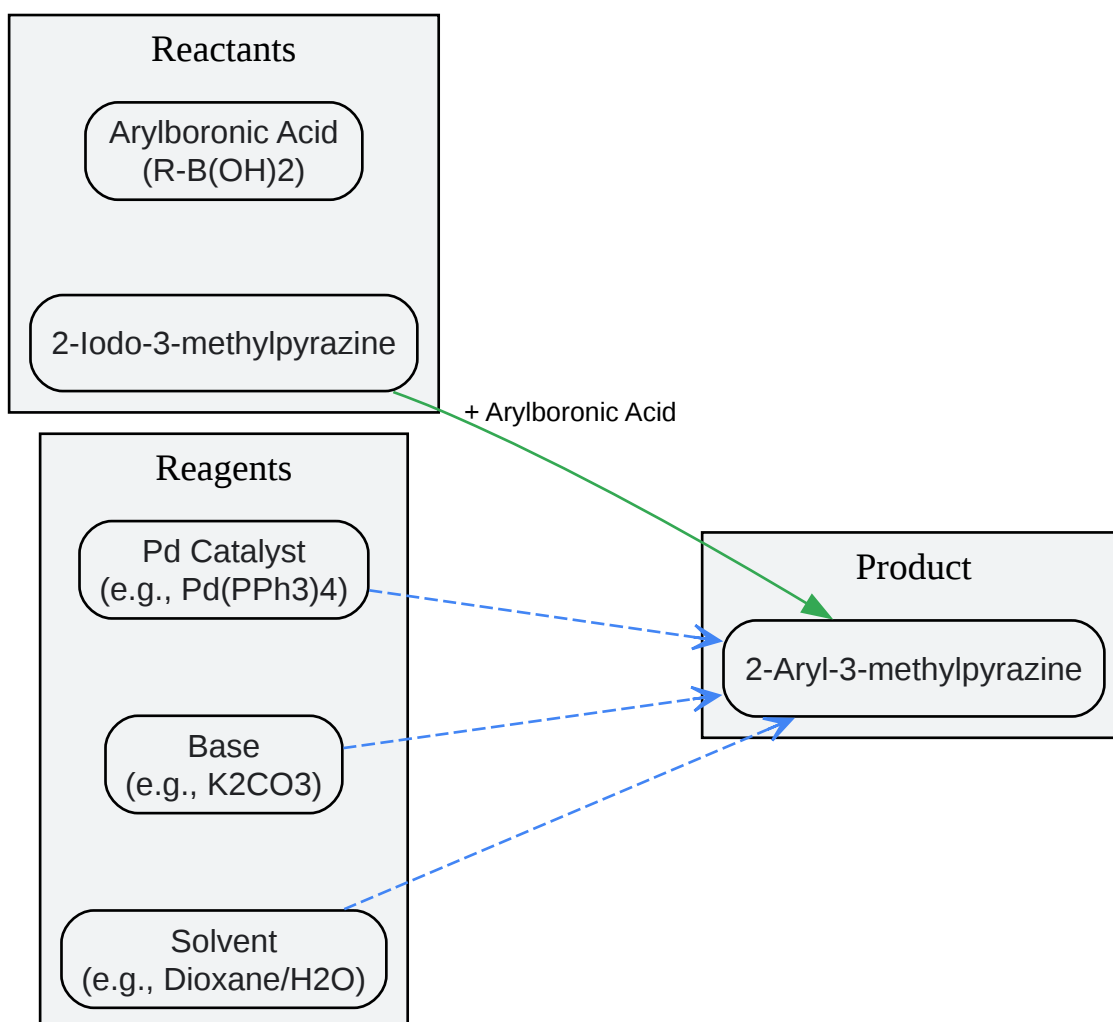 Reactants
Arylboronic Acid
(R-B(OH)2)
2-Iodo-3-methylpyrazine
+ Arylboronic Acid
Reagents
Pd Catalyst
(e.g., Pd(PPh3)4)
Base
(e.g., K2CO3)
Solvent
(e.g., Dioxane/H2O)
Product
2-Aryl-3-methylpyrazine